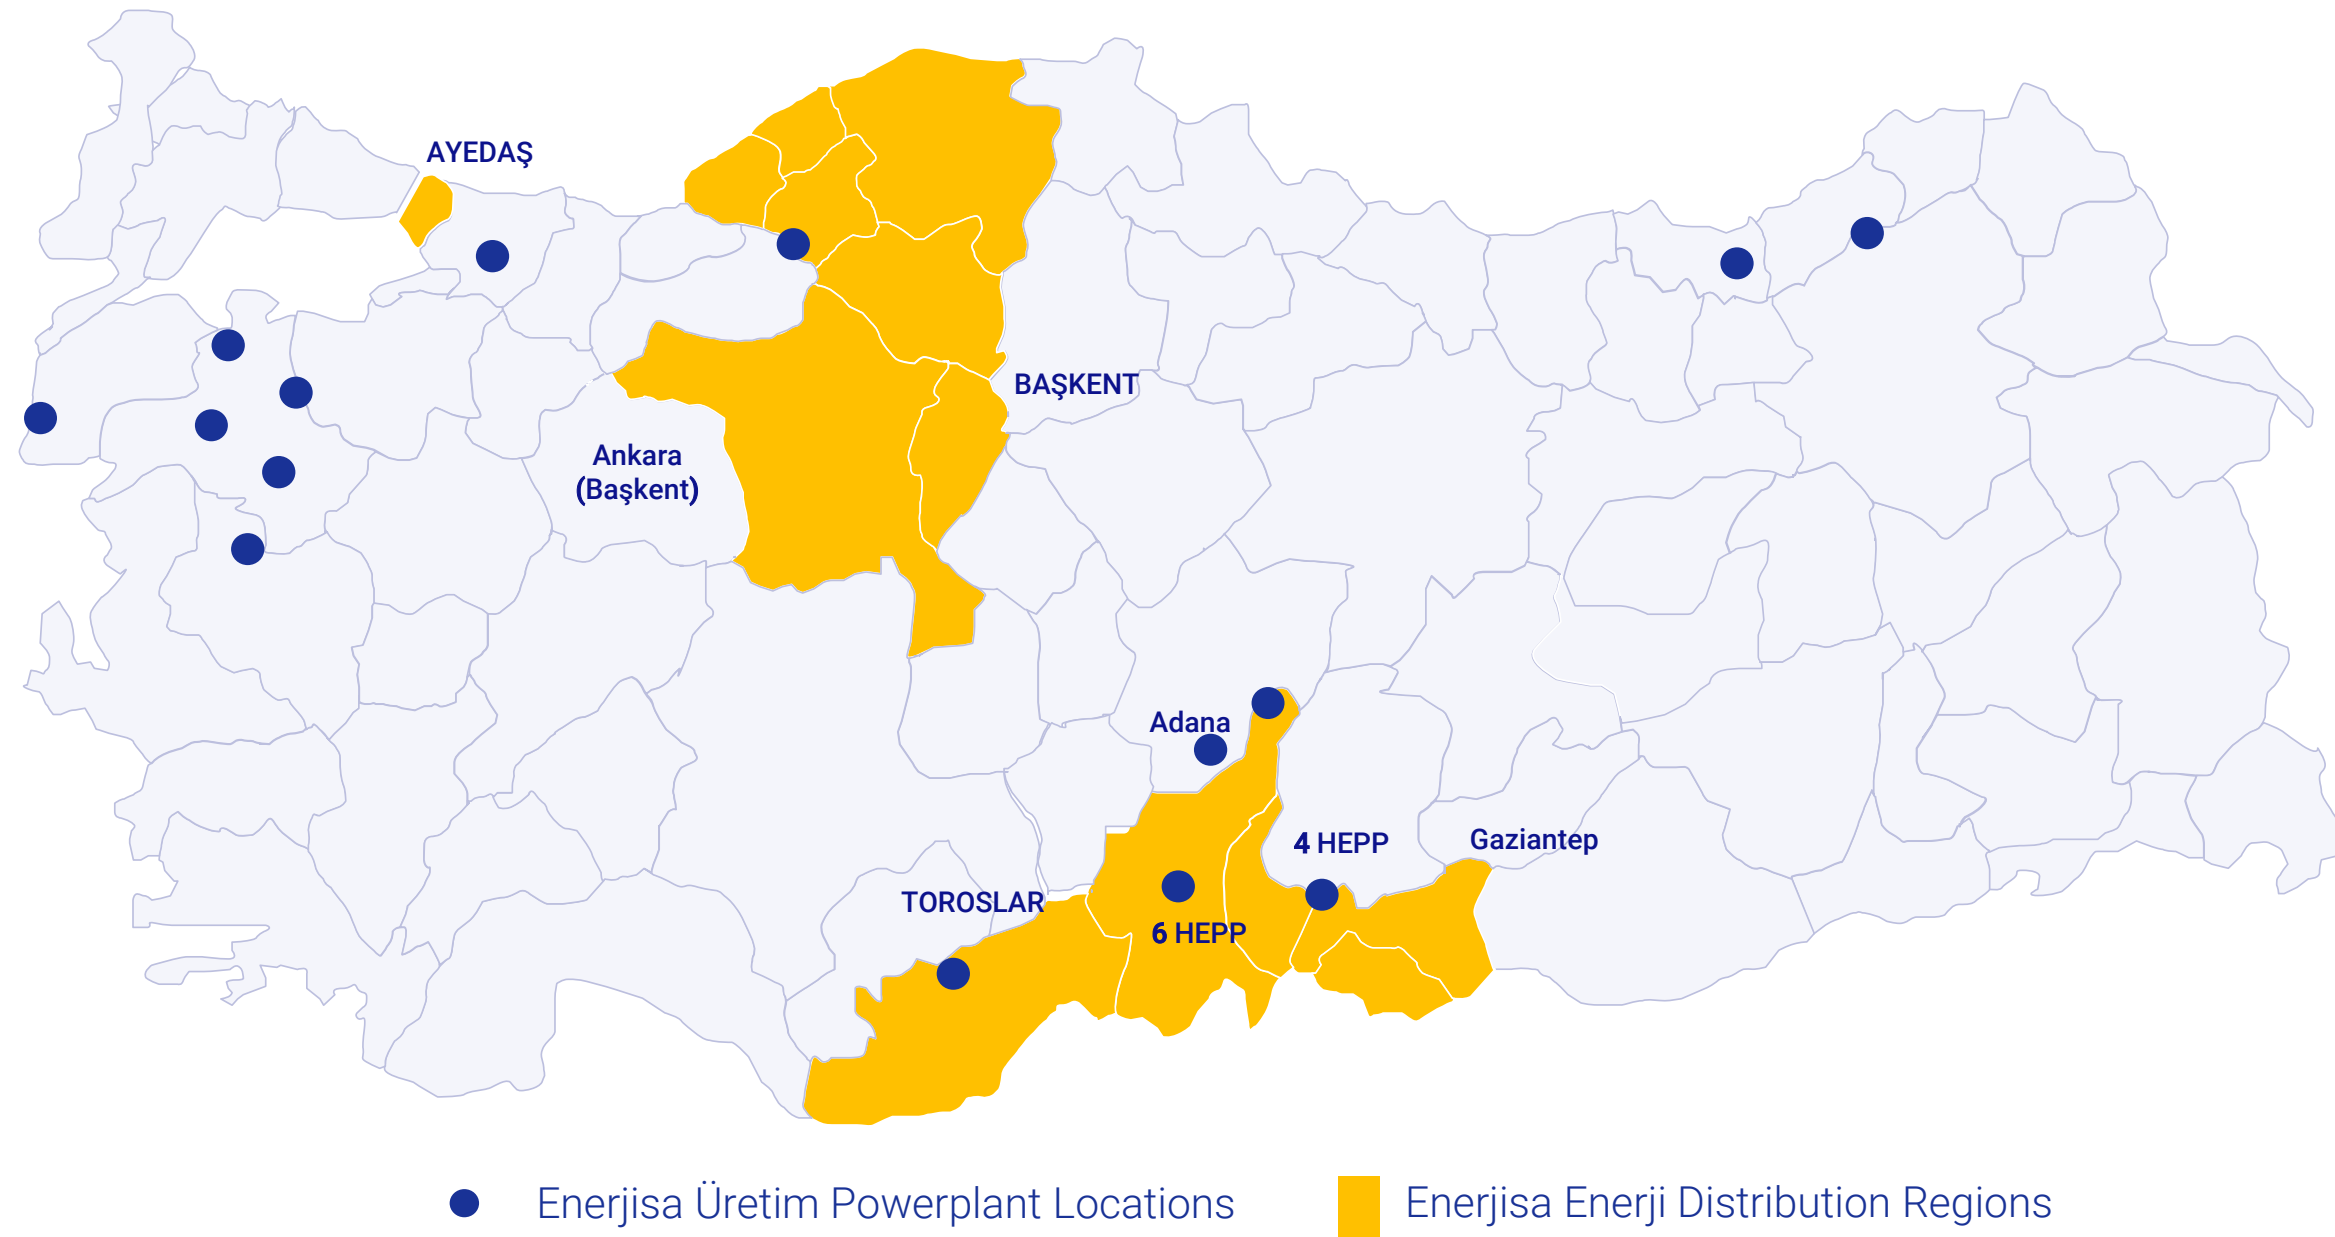 AYEDAŞ
BAŞKENT
Ankara
(Başkent)
Adana
4 HEPP
Gaziantep
TOROSLAR
6 HEPP
Enerjisa Üretim Powerplant Locations
Enerjisa Enerji Distribution Regions